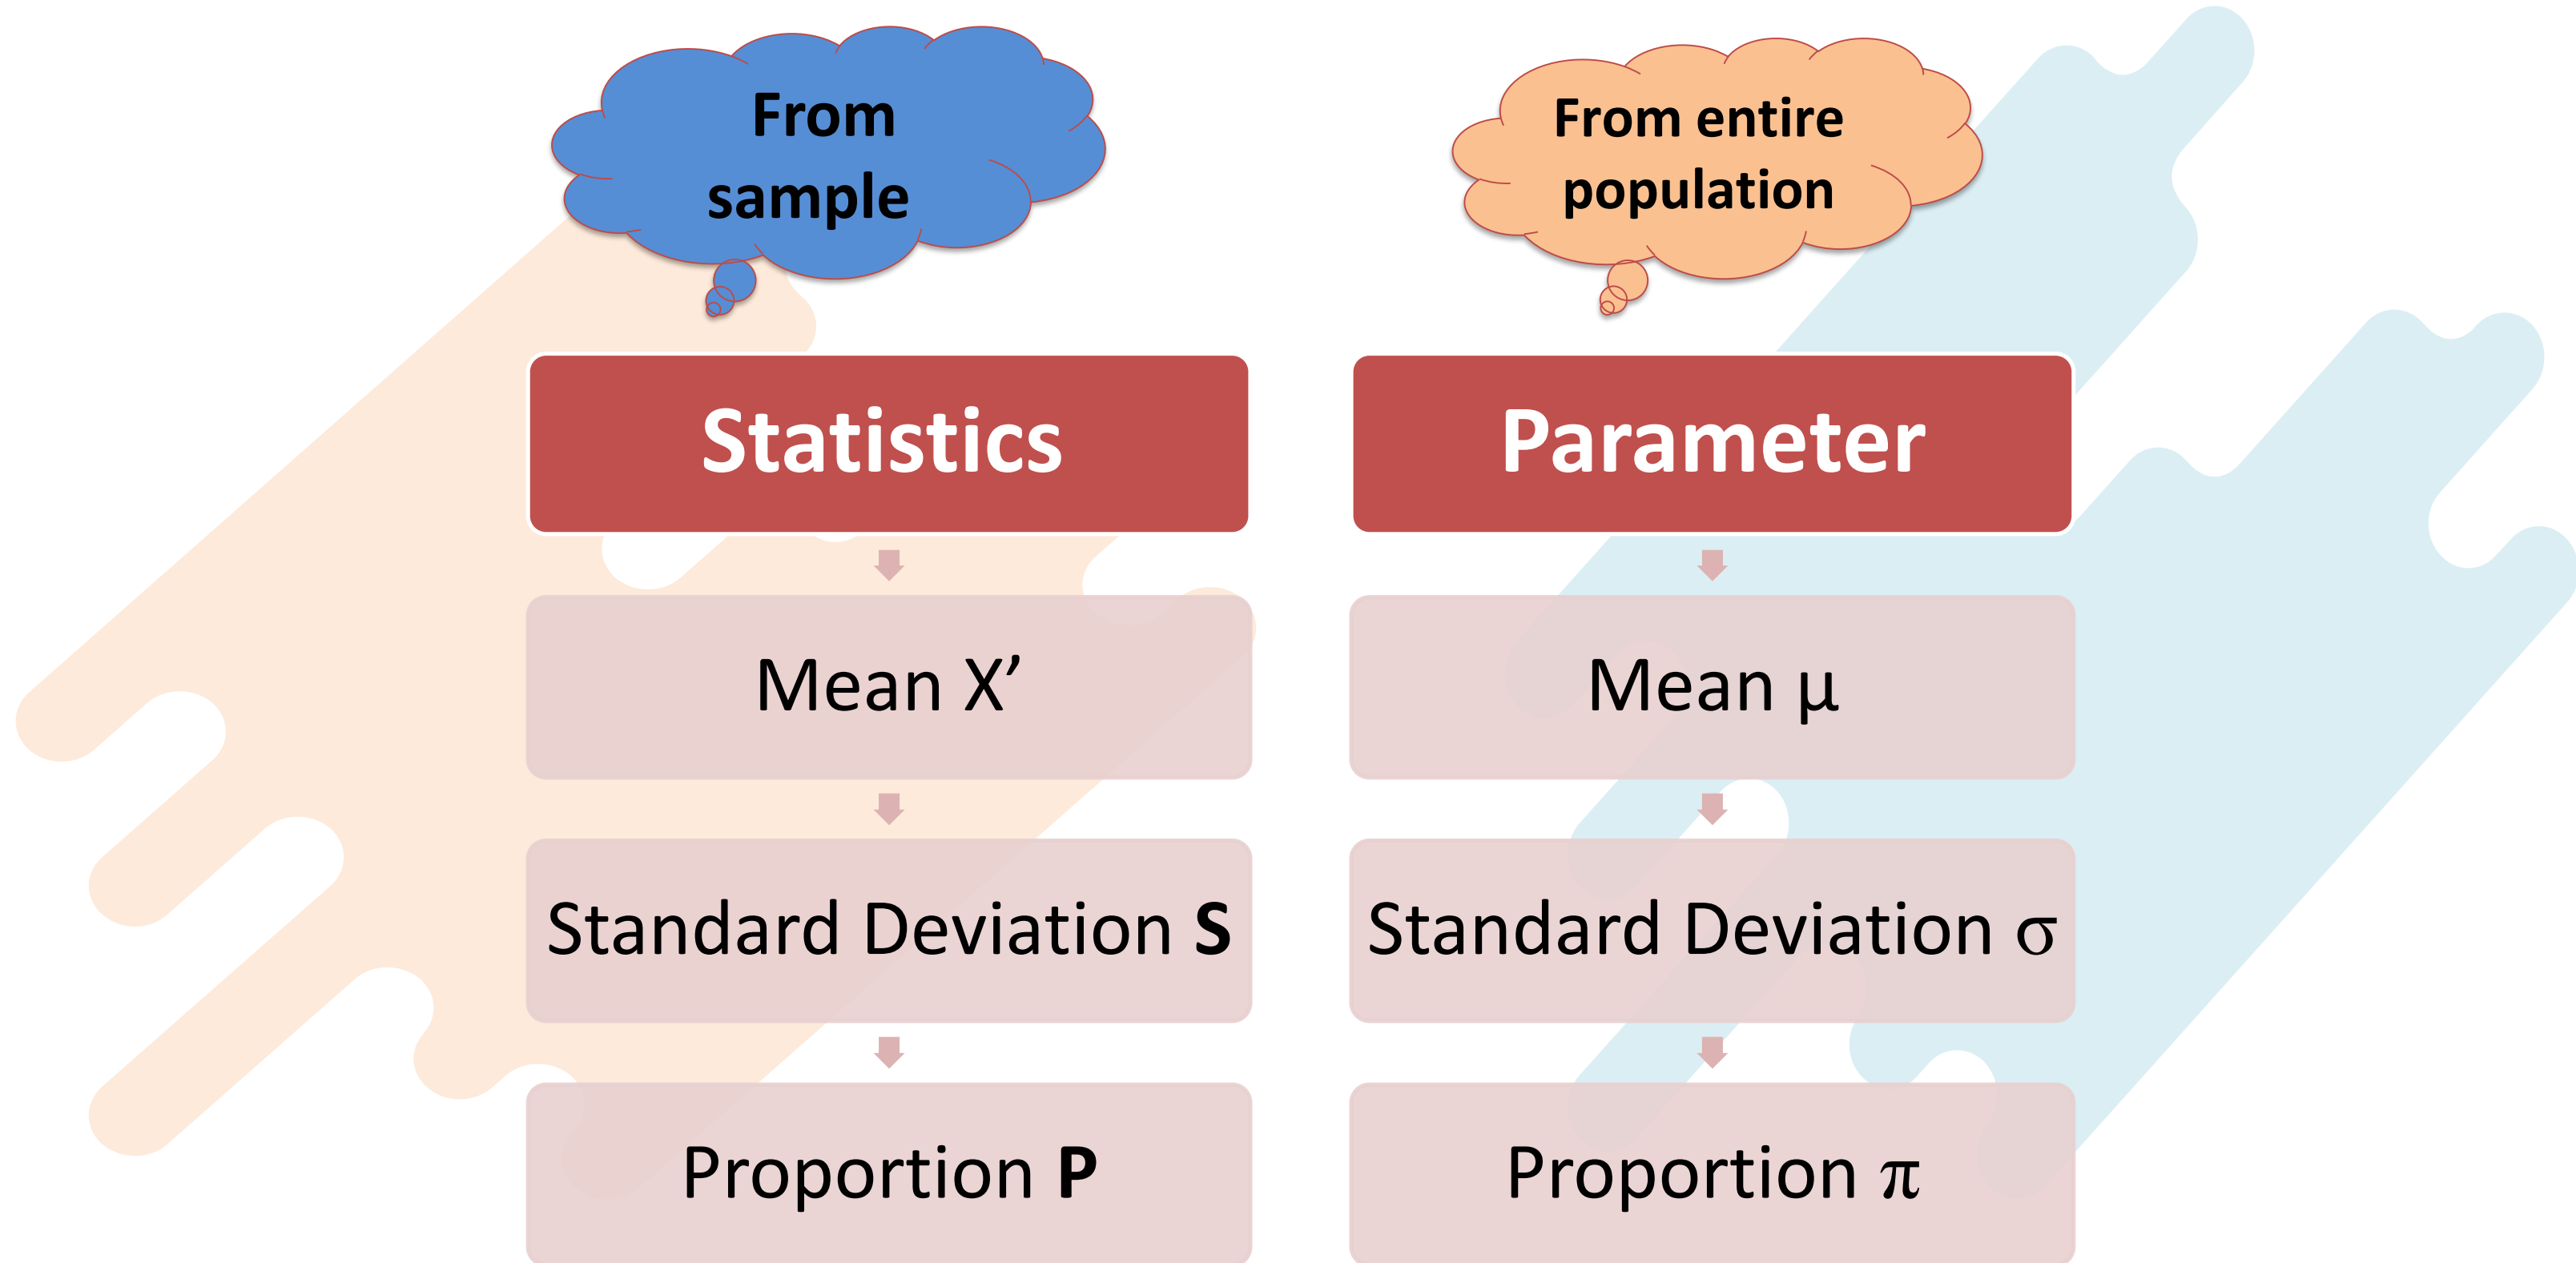 From
sample
From entire
population
Statistics
Parameter
Mean X’
Mean μ
Standard Deviation S
Standard Deviation σ
Proportion P
Proportion π